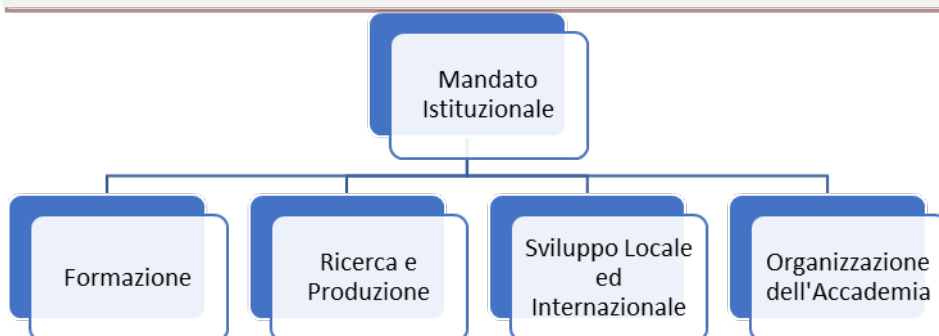 Mandato
Istituzionale
Formazione
Ricerca e
Produzione
Sviluppo Locale
ed
Internazionale
Organizzazione
dell'Accademia